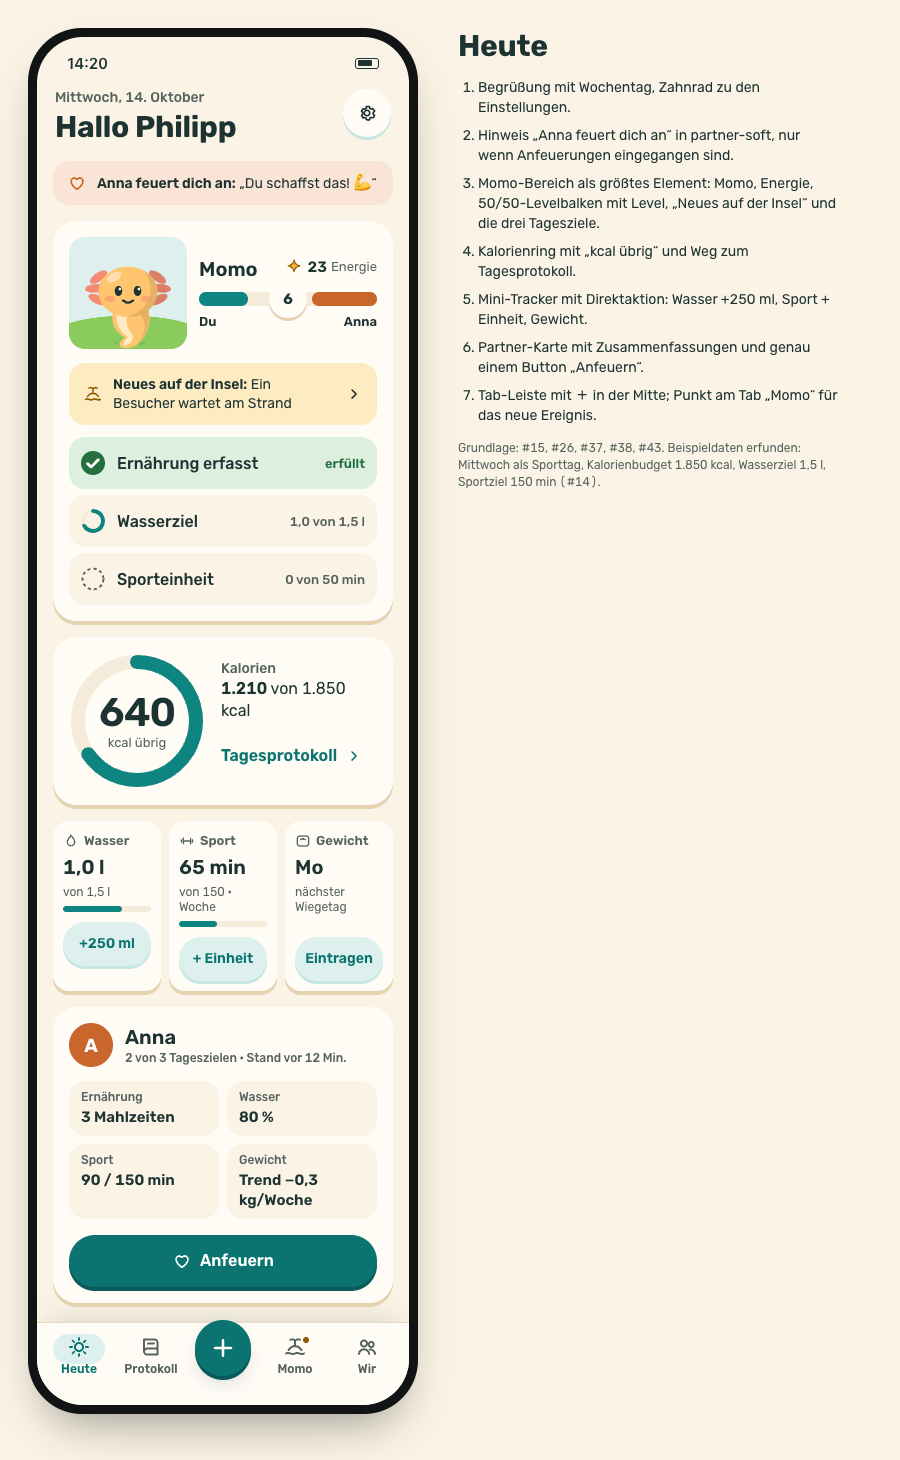 14:20
Mittwoch, 14. Oktober
Hallo Philipp
Anna feuert dich an: „Du schaffst das! 💪“
Momo
23 Energie
6
Du
Anna
Neues auf der Insel: Ein
Besucher wartet am Strand
Ernährung erfasst
erfüllt
Wasserziel
1,0 von 1,5 l
Sporteinheit
0 von 50 min
640
kcal übrig
Kalorien
1.210 von 1.850
kcal
Tagesprotokoll
Wasser
1,0 l
von 1,5 l
+250 ml
Sport
65 min
von 150 •
Woche
+ Einheit
Gewicht
Mo
nächster
Wiegetag
Eintragen
A
Anna
2 von 3 Tageszielen • Stand vor 12 Min.
Ernährung
3 Mahlzeiten
Wasser
80 %
Sport
90 / 150 min
Gewicht
Trend −0,3
kg/Woche
Anfeuern
Heute
Protokoll
Momo
Wir
Heute
1. Begrüßung mit Wochentag, Zahnrad zu den
Einstellungen.
2. Hinweis „Anna feuert dich an“ in partner-soft, nur
wenn Anfeuerungen eingegangen sind.
3. Momo-Bereich als größtes Element: Momo, Energie,
50/50-Levelbalken mit Level, „Neues auf der Insel“ und
die drei Tagesziele.
4. Kalorienring mit „kcal übrig“ und Weg zum
Tagesprotokoll.
5. Mini-Tracker mit Direktaktion: Wasser +250 ml, Sport +
Einheit, Gewicht.
6. Partner-Karte mit Zusammenfassungen und genau
einem Button „Anfeuern“.
7. Tab-Leiste mit + in der Mitte; Punkt am Tab „Momo“ für
das neue Ereignis.
Grundlage: #15, #26, #37, #38, #43. Beispieldaten erfunden:
Mittwoch als Sporttag, Kalorienbudget 1.850 kcal, Wasserziel 1,5 l,
Sportziel 150 min (#14).